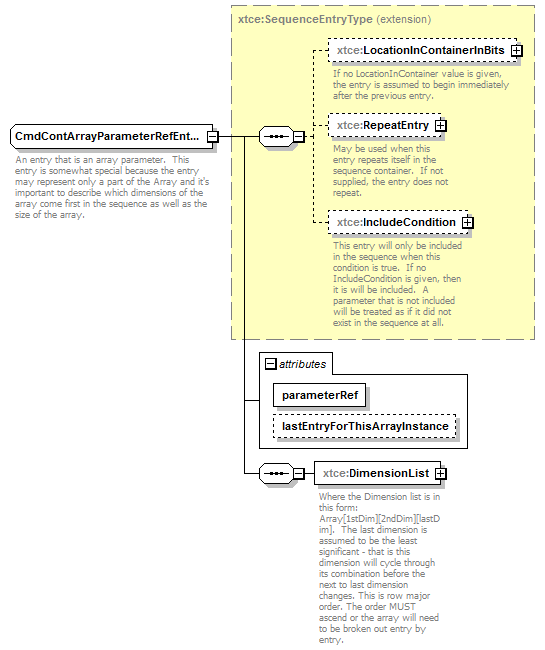 xtce:SequenceEntryType (extension)
xtce:LocationInContainerInBits
If no LocationInContainer value is given,
the entry is assumed to begin immediately
after the previous entry.
CmdContArrayParameterRefEnt...
An entry that is an array parameter.  This
entry is somewhat special because the entry
may represent only a part of the Array and it's
important to describe which dimensions of the
array come first in the sequence as well as the
size of the array.
xtce:RepeatEntry
May be used when this
entry repeats itself in the
sequence container.  If not
supplied, the entry does not
repeat.
xtce:IncludeCondition
This entry will only be included
in the sequence when this
condition is true.  If no
IncludeCondition is given, then
it is will be included.  A
parameter that is not included
will be treated as if it did not
exist in the sequence at all.
attributes
parameterRef
lastEntryForThisArrayInstance
xtce:DimensionList
Where the Dimension list is in
this form:
Array[1stDim][2ndDim][lastD
im].  The last dimension is
assumed to be the least
significant - that is this
dimension will cycle through
its combination before the
next to last dimension
changes. This is row major
order. The order MUST
ascend or the array will need
to be broken out entry by
entry.